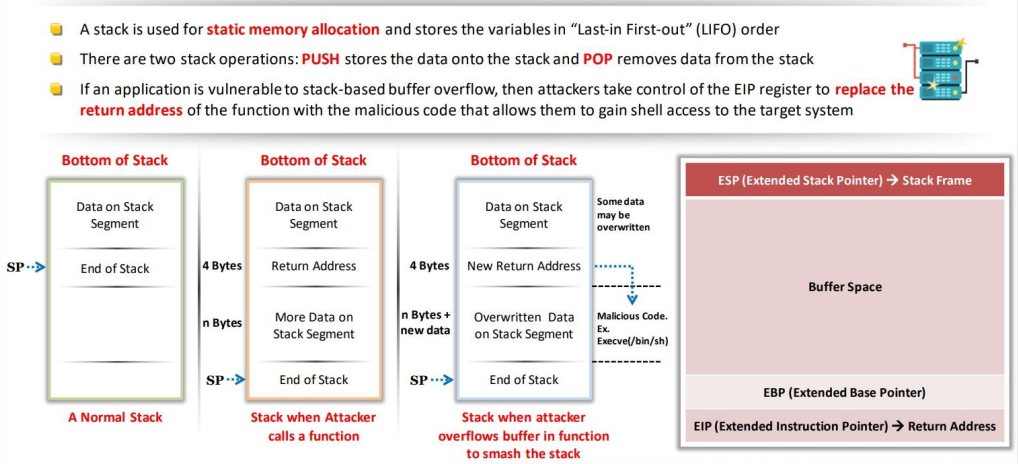 A stack is used for static memory allocation and stores the variables in “Last-in First-out” (LIFO) order
There are two stack operations: PUSH stores the data onto the stack and POP removes data from the stack
If an application is vulnerable to stack-based buffer overflow, then attackers take control of the EIP register to replace the
return address of the function with the malicious code that allows them to gain shell access to the target system
Bottom of Stack
Data on Stack
Segment
SP
End of Stack
A Normal Stack
Bottom of Stack
Data on Stack
Segment
4 Bytes
Return Address
n Bytes
More Data on
Stack Segment
SP
End of Stack
Stack when Attacker
calls a function
Bottom of Stack
Data on Stack
Segment
Some data
may be
overwritten
4 Bytes
New Return Address
n Bytes +
new data
Overwritten Data
on Stack Segment
Malicious Code.
Ex.
Execve(/bin/sh)
SP
End of Stack
Stack when attacker
overflows buffer in function
to smash the stack
ESP (Extended Stack Pointer) → Stack Frame
Buffer Space
EBP (Extended Base Pointer)
EIP (Extended Instruction Pointer) → Return Address